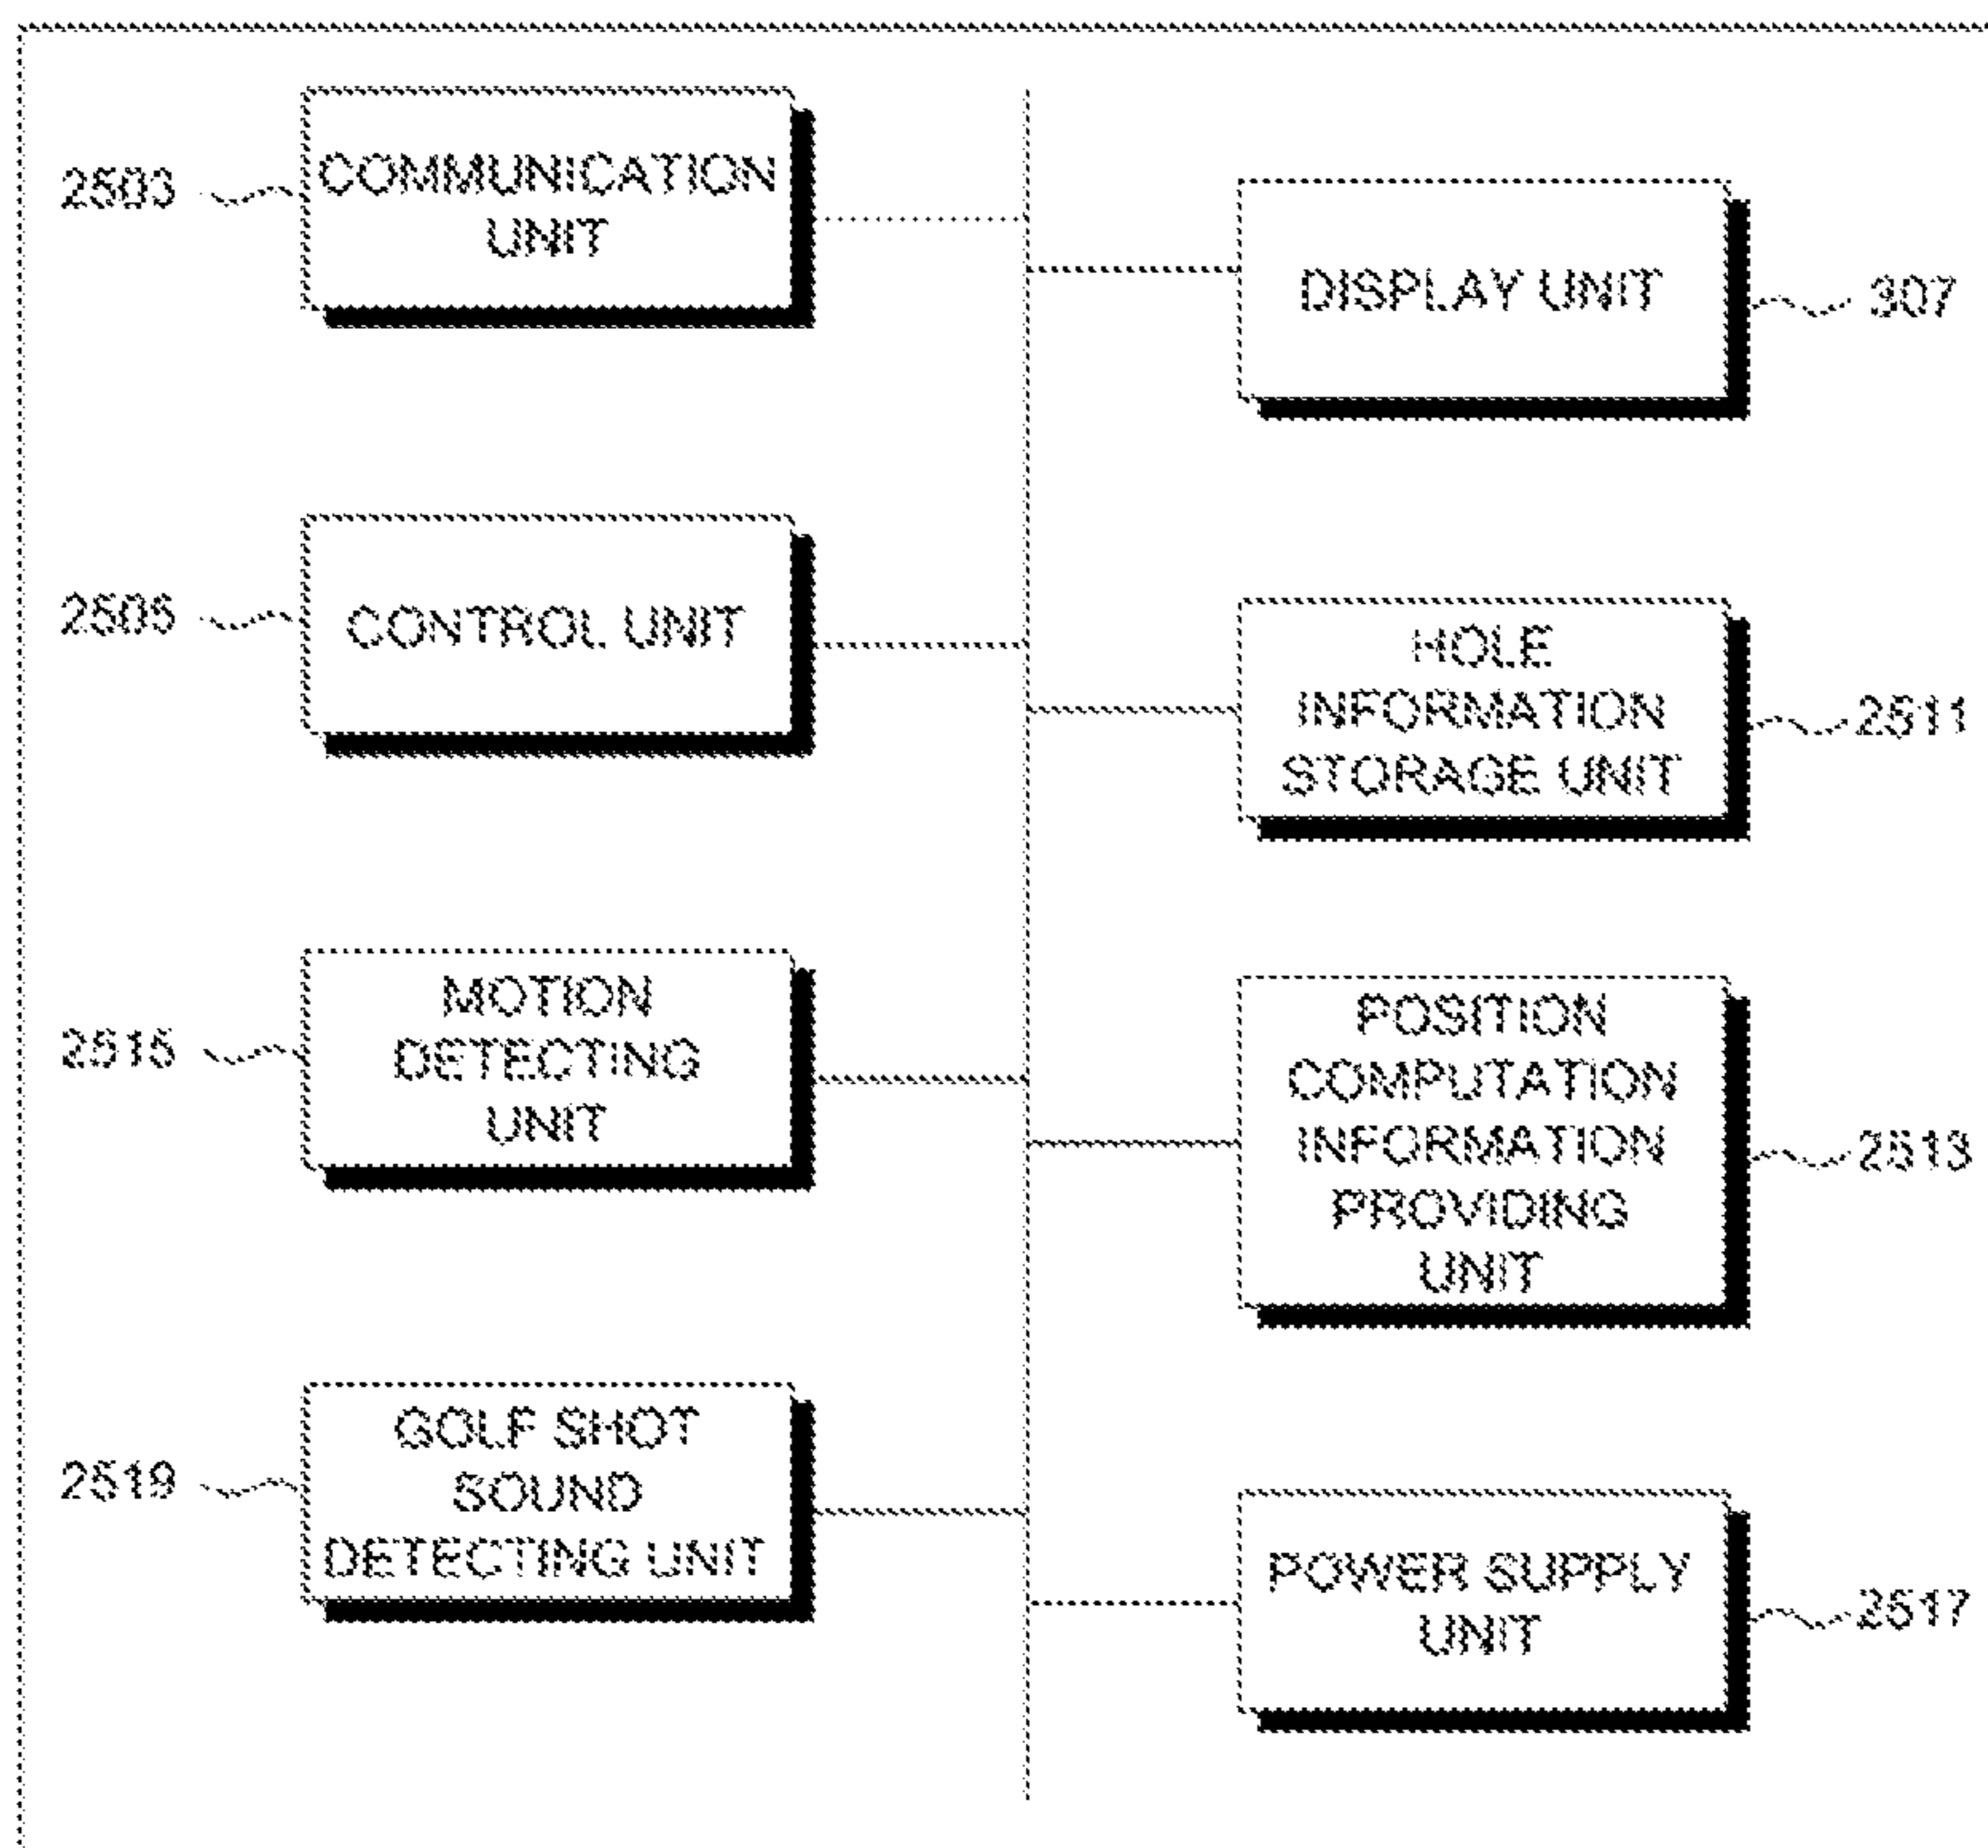 2503
COMMUNICATION
UNIT
DISPLAY UNIT
307
2505
CONTROL UNIT
HOLE
INFORMATION
STORAGE UNIT
2511
2515
MOTION
DETECTING
UNIT
POSITION
COMPUTATION
INFORMATION
PROVIDING
UNIT
2513
2519
GOLF SHOT
SOUND
DETECTING UNIT
POWER SUPPLY
UNIT
2517